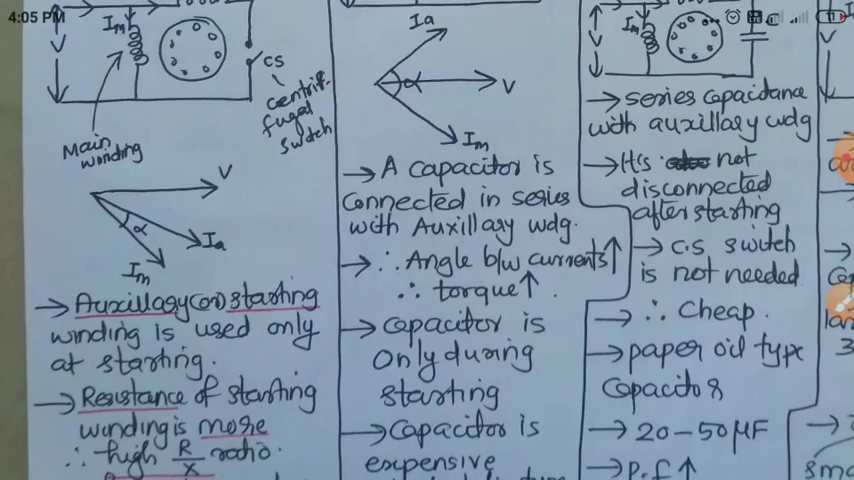 4:05 PM
V
Im
CS
centrifugal
switch
Main
winding
V
α
Ia
Im
→ Auxillary(or) starting
winding is used only
at starting.
→ Resistance of starting
winding is more
∴ high R/X ratio.
Ia
α
V
Im
→ A capacitor is
connected in series
with Auxillary wdg.
→ ∴ Angle b/w currents↑
∴ torque↑.
→ capacitor is
only during
starting
→ Capacitor is
expensive
V
Im
→ series capacitance
with auxillary wdg
→ It's not
disconnected
after starting
→ C.S switch
is not needed
→ ∴ Cheap.
→ paper oil type
capacitor
→ 20-50μF
→ p.f ↑
V
3